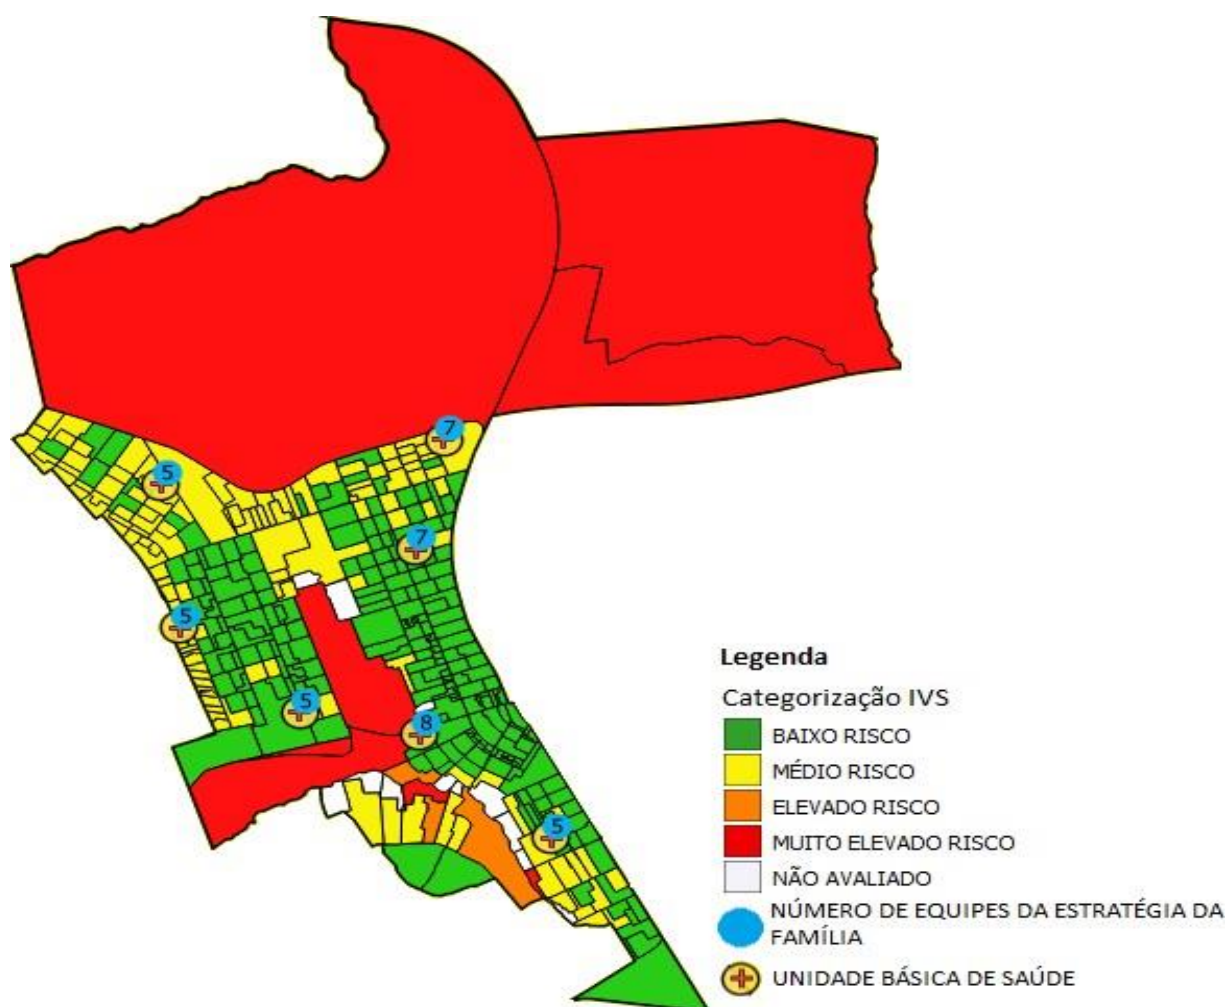 7
5
7
5
5
8
5
Legenda
Categorização IVS
BAIXO RISCO
MÉDIO RISCO
ELEVADO RISCO
MUITO ELEVADO RISCO
NÃO AVALIADO
NÚMERO DE EQUIPES DA ESTRATÉGIA DA
FAMÍLIA
UNIDADE BÁSICA DE SAÚDE